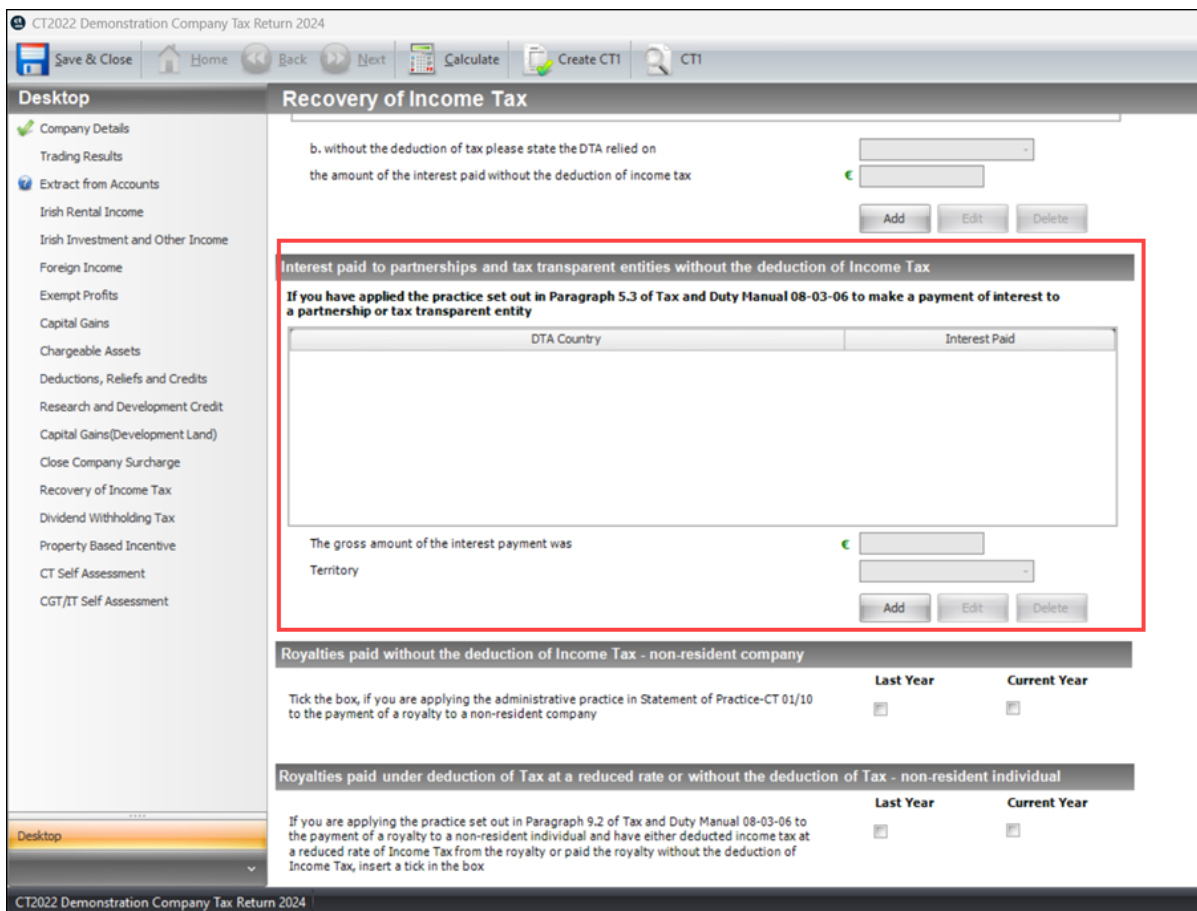 CT2022 Demonstration Company Tax Return 2024
Save & Close Home Back Next Calculate Create CT1 CT1
Desktop
Company Details
Trading Results
Extract from Accounts
Irish Rental Income
Irish Investment and Other Income
Foreign Income
Exempt Profits
Capital Gains
Chargeable Assets
Deductions, Reliefs and Credits
Research and Development Credit
Capital Gains(Development Land)
Close Company Surcharge
Recovery of Income Tax
Dividend Withholding Tax
Property Based Incentive
CT Self Assessment
CGT/IT Self Assessment
Desktop
Recovery of Income Tax
b. without the deduction of tax please state the DTA relied on
the amount of the interest paid without the deduction of income tax €
Add Edit Delete
Interest paid to partnerships and tax transparent entities without the deduction of Income Tax
If you have applied the practice set out in Paragraph 5.3 of Tax and Duty Manual 08-03-06 to make a payment of interest to
a partnership or tax transparent entity
DTA Country Interest Paid
The gross amount of the interest payment was €
Territory
Add Edit Delete
Royalties paid without the deduction of Income Tax - non-resident company
Last Year Current Year
Tick the box, if you are applying the administrative practice in Statement of Practice-CT 01/10
to the payment of a royalty to a non-resident company
Royalties paid under deduction of Tax at a reduced rate or without the deduction of Tax - non-resident individual
Last Year Current Year
If you are applying the practice set out in Paragraph 9.2 of Tax and Duty Manual 08-03-06 to
the payment of a royalty to a non-resident individual and have either deducted income tax at
a reduced rate of Income Tax from the royalty or paid the royalty without the deduction of
Income Tax, insert a tick in the box
CT2022 Demonstration Company Tax Return 2024